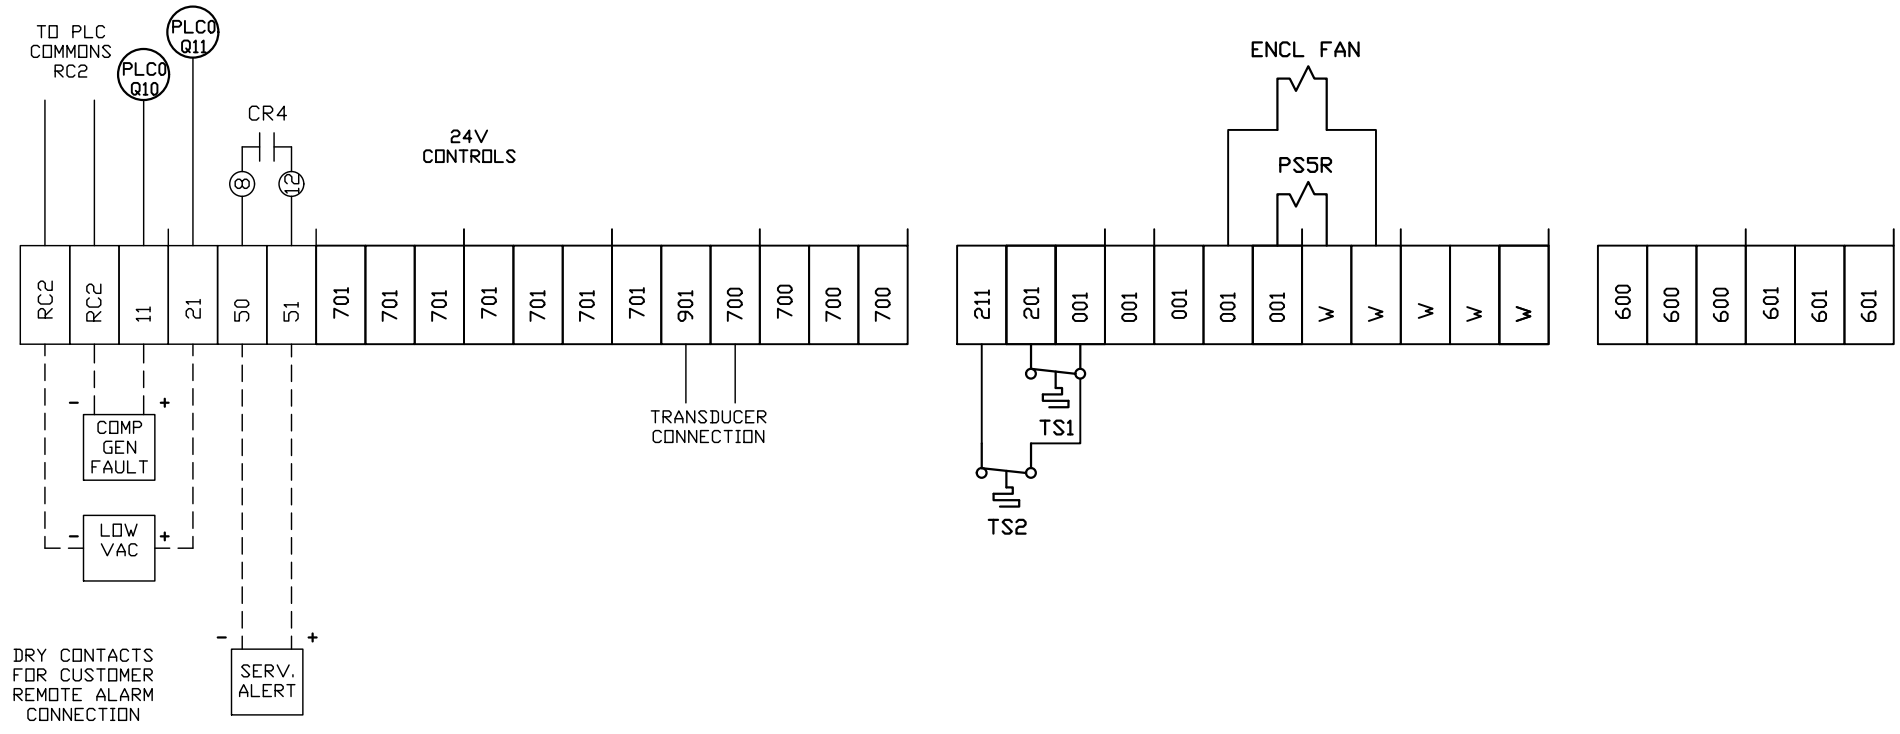 TO PLC
COMMONS
RC2
PLC0
Q10
PLC0
Q11
CR4
8
12
24V
CONTROLS
ENCL FAN
PS5R
RC2 RC2 11 21 50 51 701 701 701 701 701 701 701 901 700 700 700 700
211 201 001 001 001 001 001 W W W W W
600 600 600 601 601 601
- +
COMP
GEN
FAULT
- +
LOW
VAC
- +
SERV.
ALERT
TRANSDUCER
CONNECTION
TS1
TS2
DRY CONTACTS
FOR CUSTOMER
REMOTE ALARM
CONNECTION